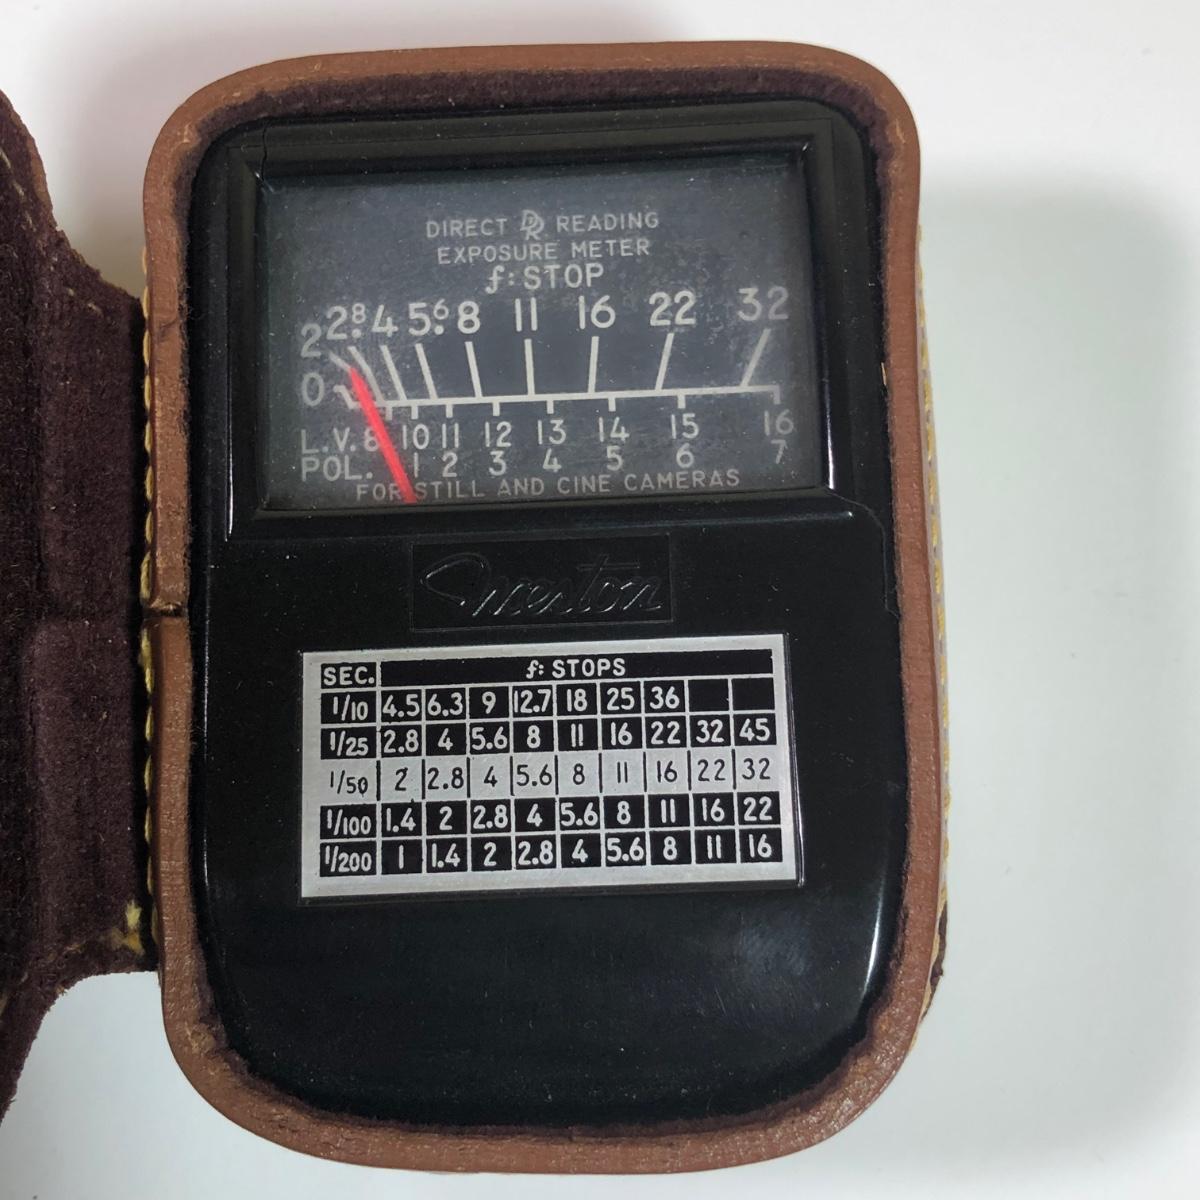 DIRECT DR READING
EXPOSURE METER
f: STOP
2 2.8 4 5.6 8 11 16 22 32
0
L.V. 8 10 11 12 13 14 15 16
POL. 1 2 3 4 5 6 7
FOR STILL AND CINE CAMERAS
Weston
SEC. f: STOPS
1/10 4.5 6.3 9 12.7 18 25 36
1/25 2.8 4 5.6 8 11 16 22 32 45
1/50 2 2.8 4 5.6 8 11 16 22 32
1/100 1.4 2 2.8 4 5.6 8 11 16 22
1/200 1 1.4 2 2.8 4 5.6 8 11 16